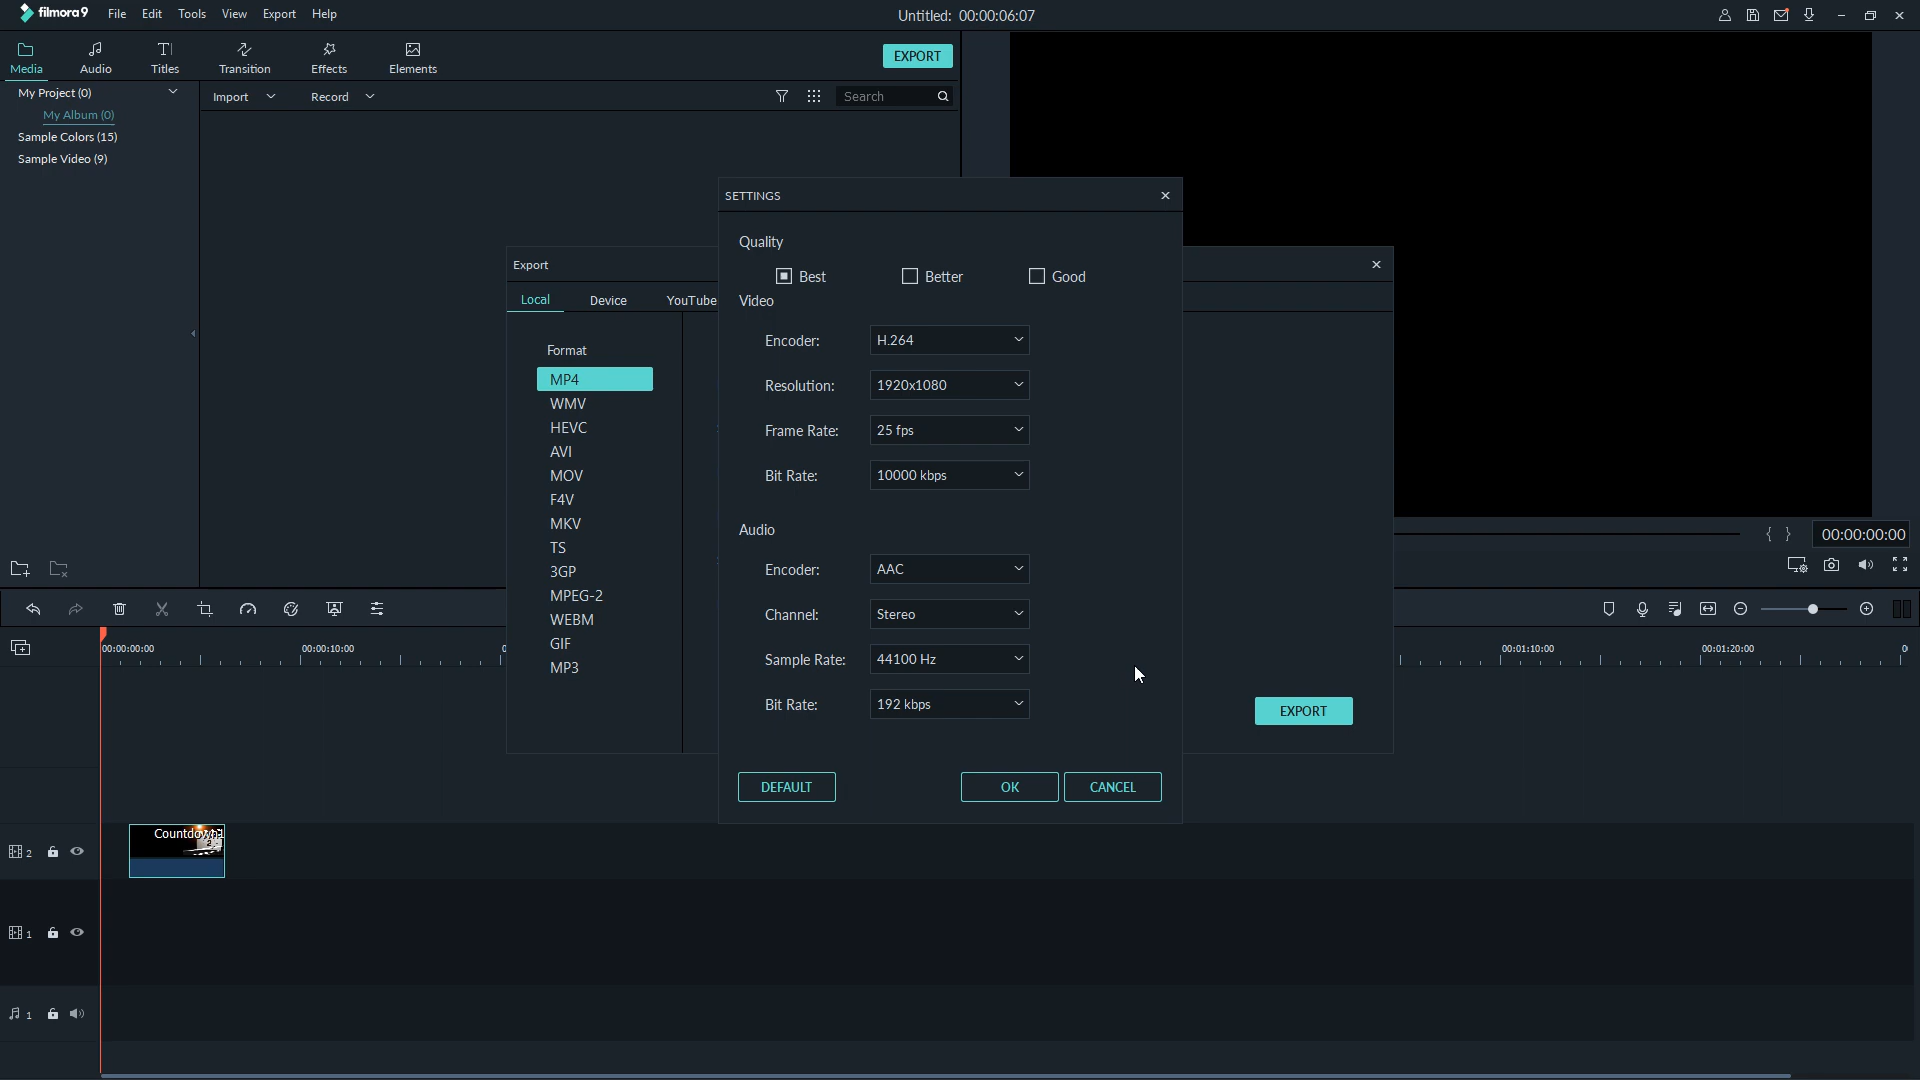 filmora9 File Edit Tools View Export Help Untitled: 00:00:06:07
Media Audio Titles Transition Effects Elements EXPORT
My Project (0) Import Record Search
My Album (0)
Sample Colors (15)
Sample Video (9)
SETTINGS
Quality
Best Better Good
Video
Encoder: H.264
Resolution: 1920x1080
Frame Rate: 25 fps
Bit Rate: 10000 kbps
Audio
Encoder: AAC
Channel: Stereo
Sample Rate: 44100 Hz
Bit Rate: 192 kbps
DEFAULT OK CANCEL
Export
Local Device YouTube
Format
MP4
WMV
HEVC
AVI
MOV
F4V
MKV
TS
3GP
MPEG-2
WEBM
GIF
MP3
EXPORT
{ } 00:00:00:00
00:00:00:00 00:00:10:00 00:01:10:00 00:01:20:00
2
1
1